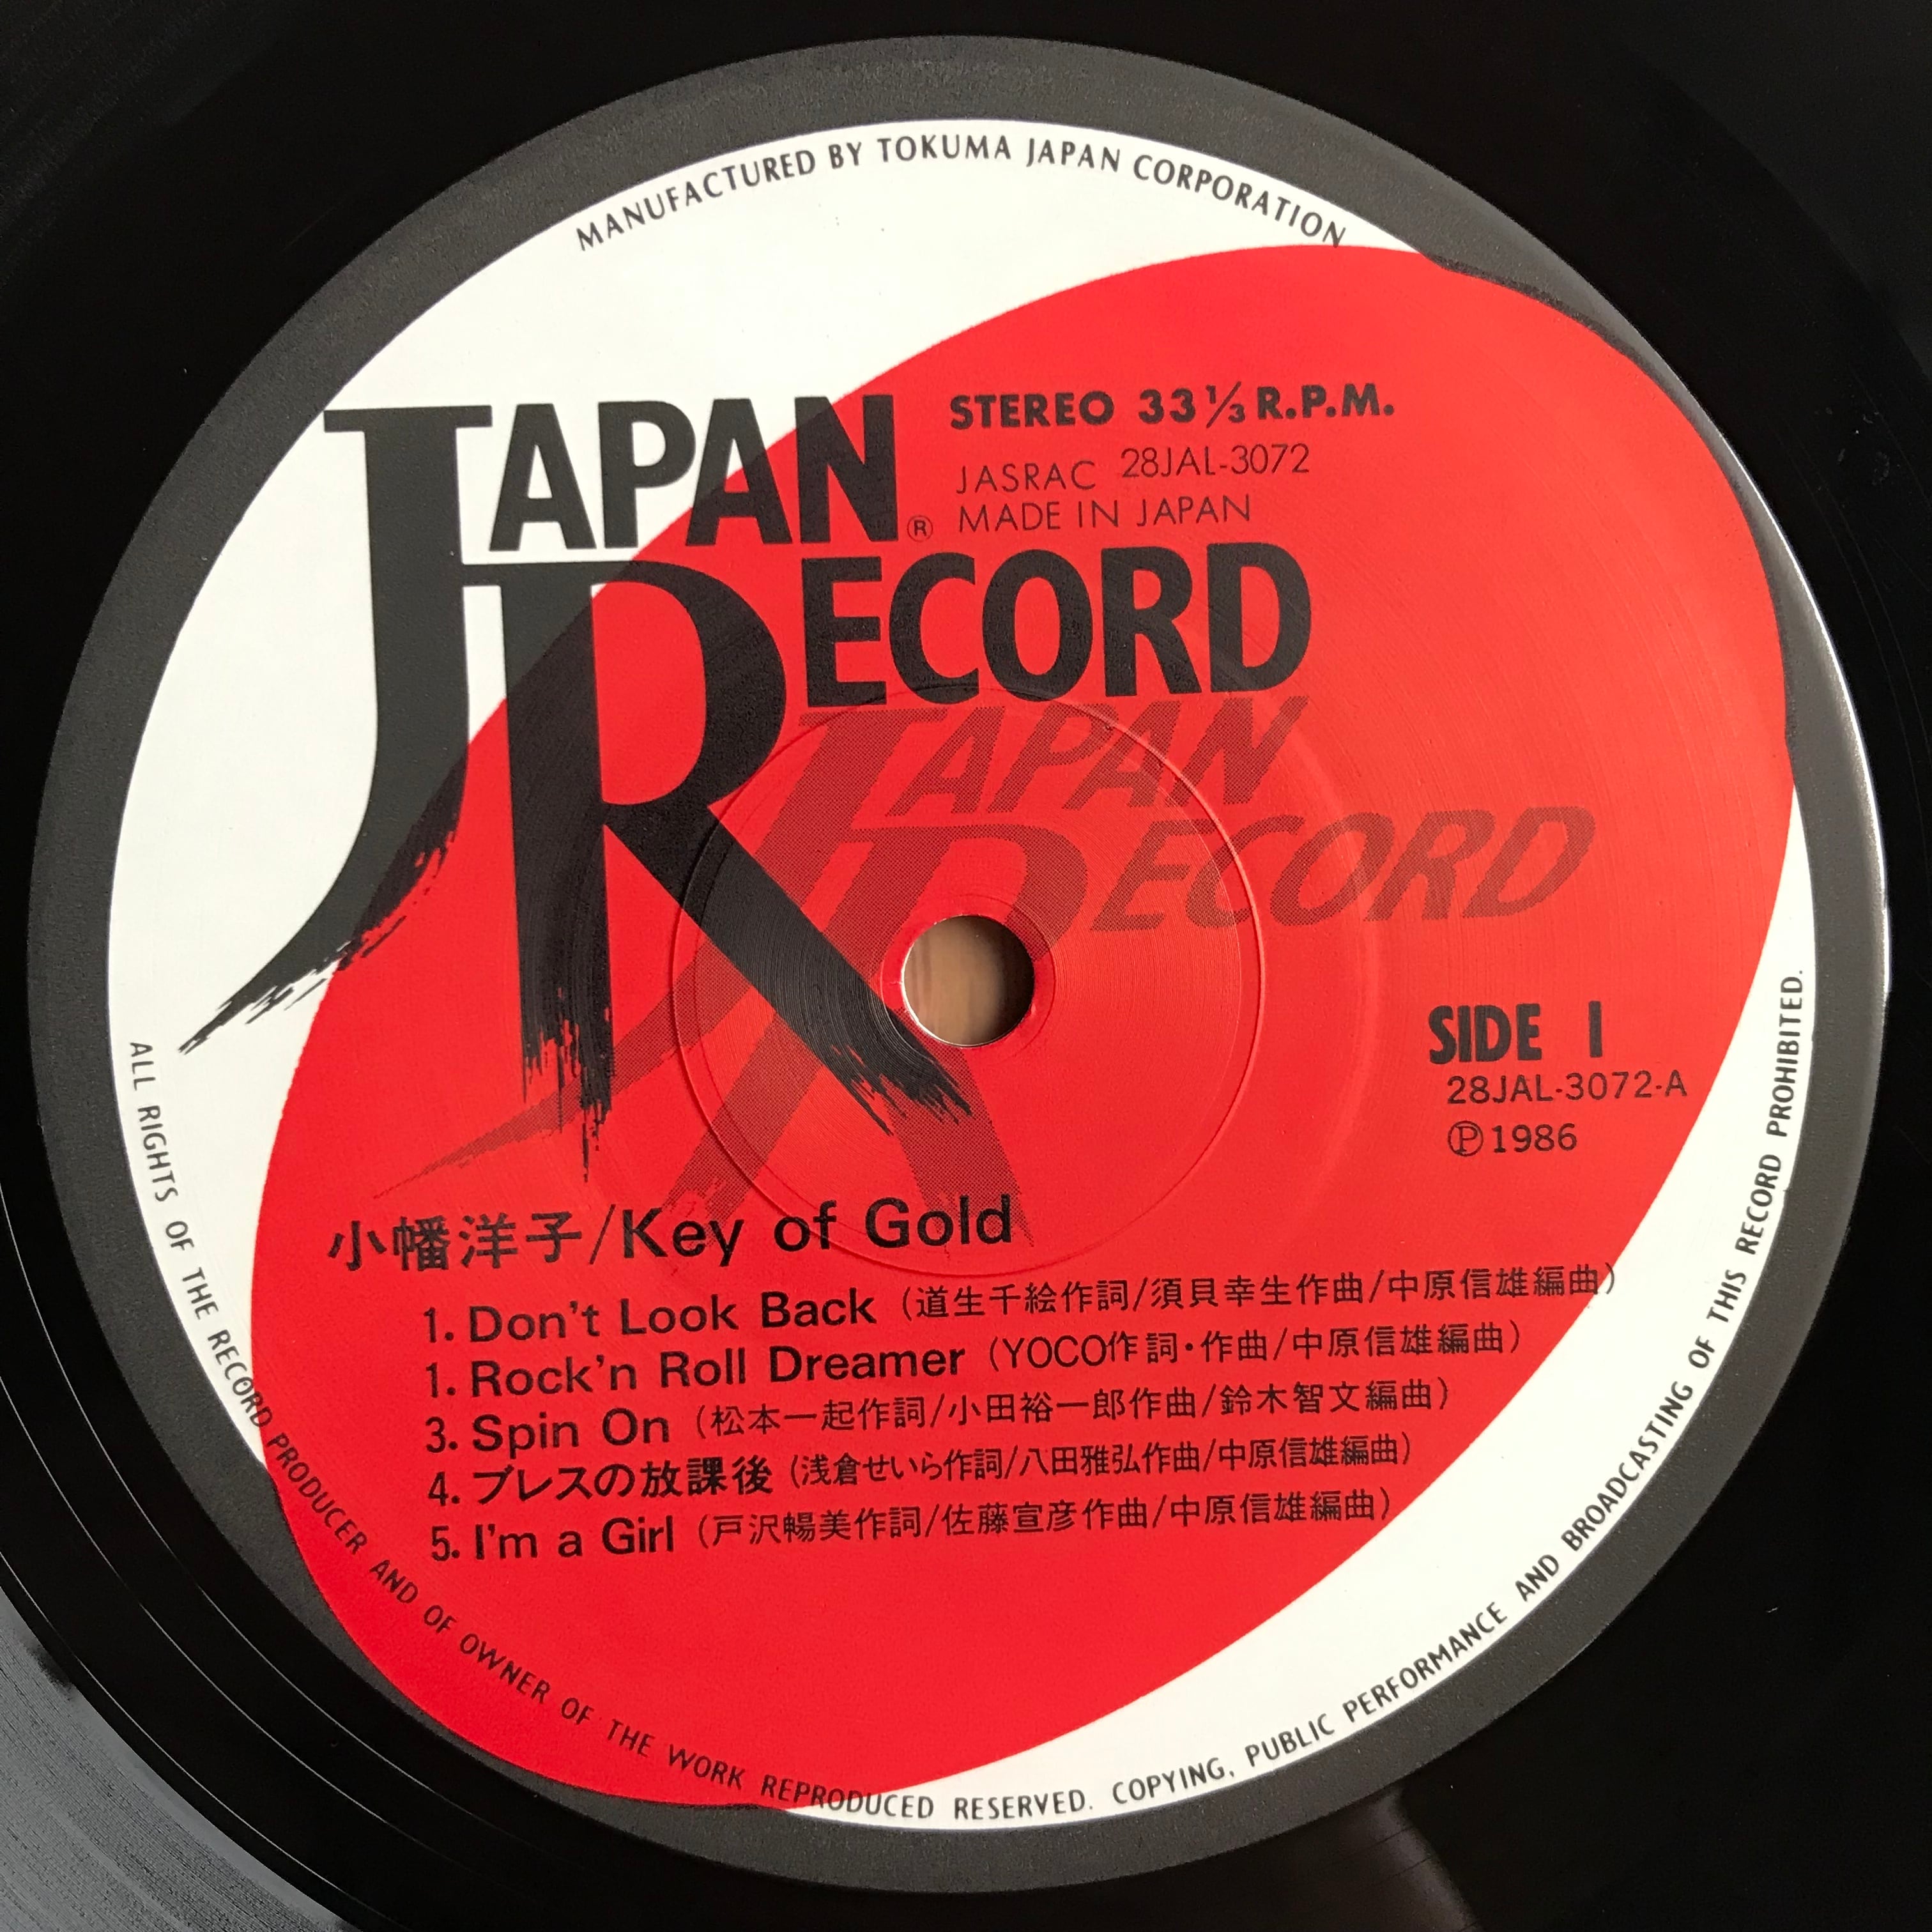 MANUFACTURED BY TOKUMA JAPAN CORPORATION
JAPAN®
RECORD
STEREO 33⅓ R.P.M.
JASRAC 28JAL-3072
MADE IN JAPAN
JAPAN
RECORD
SIDE 1
28JAL-3072-A
Ⓟ1986
小幡洋子/Key of Gold
1. Don't Look Back (道生千絵作詞/須貝幸生作曲/中原信雄編曲)
1. Rock'n Roll Dreamer (YOCO作詞・作曲/中原信雄編曲)
3. Spin On (松本一起作詞/小田裕一郎作曲/鈴木智文編曲)
4. ブレスの放課後 (浅倉せいら作詞/八田雅弘作曲/中原信雄編曲)
5. I'm a Girl (戸沢暢美作詞/佐藤宣彦作曲/中原信雄編曲)
ALL RIGHTS OF THE RECORD PRODUCER AND OF OWNER OF THE WORK REPRODUCED RESERVED. COPYING, PUBLIC PERFORMANCE AND BROADCASTING OF THIS RECORD PROHIBITED.